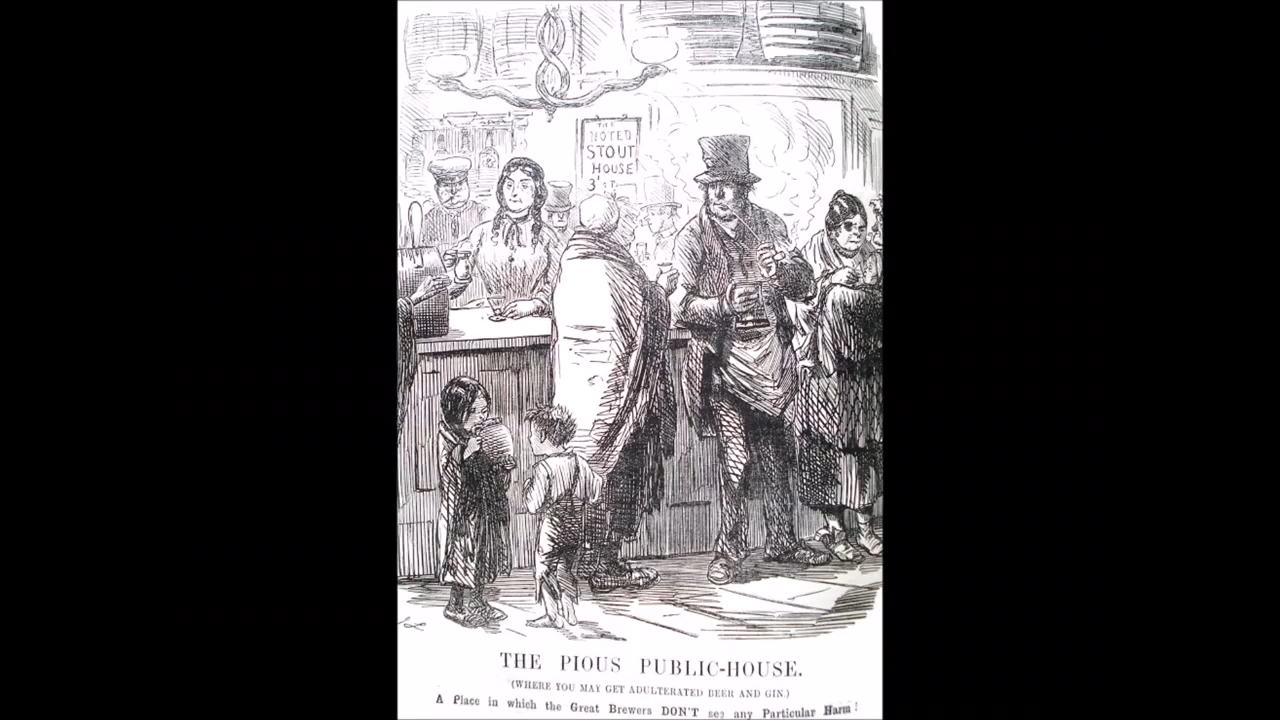 THE
NOTED
STOUT
HOUSE
THE PIOUS PUBLIC-HOUSE.
(WHERE YOU MAY GET ADULTERATED BEER AND GIN.)
A Place in which the Great Brewers DON'T see any Particular Harm!